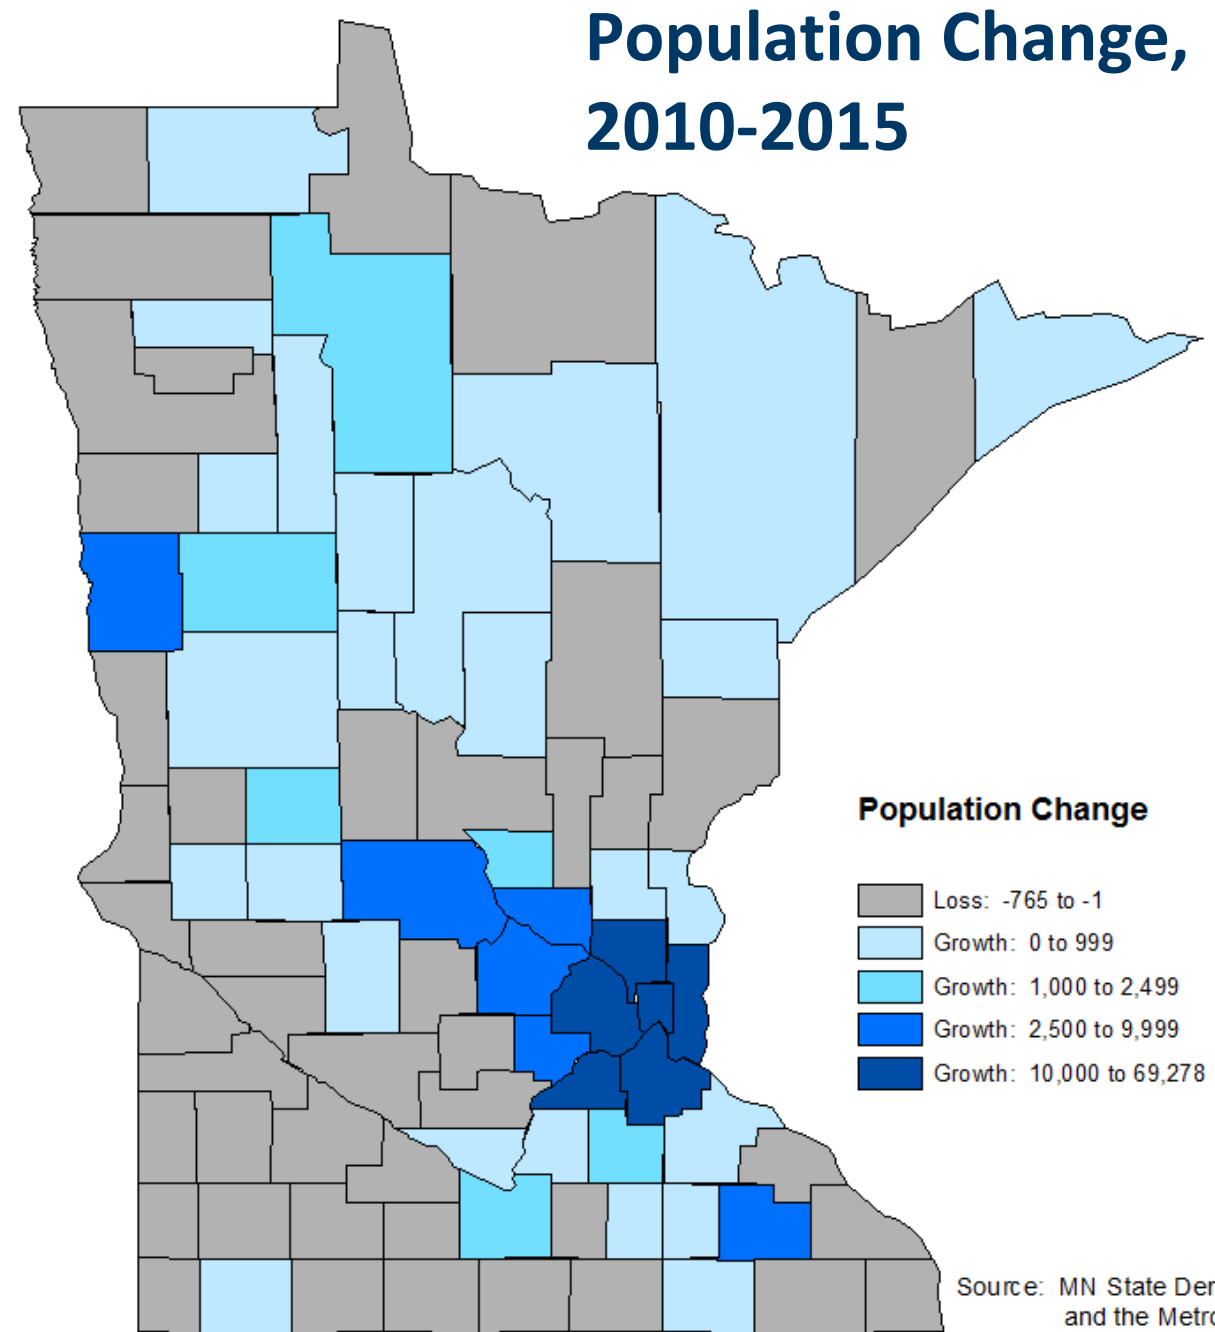 Population Change,
2010-2015
Population Change
Loss: -765 to -1
Growth: 0 to 999
Growth: 1,000 to 2,499
Growth: 2,500 to 9,999
Growth: 10,000 to 69,278
Source: MN State
and the